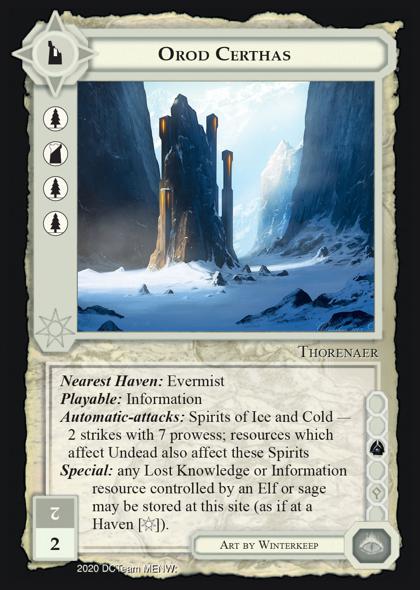 Orod Certhas
Thorenaer
Nearest Haven: Evermist
Playable: Information
Automatic-attacks: Spirits of Ice and Cold —
2 strikes with 7 prowess; resources which
affect Undead also affect these Spirits
Special: any Lost Knowledge or Information
resource controlled by an Elf or sage
may be stored at this site (as if at a
Haven [☼]).
2
2
Art by Winterkeep
2020 DCTeam MENW: